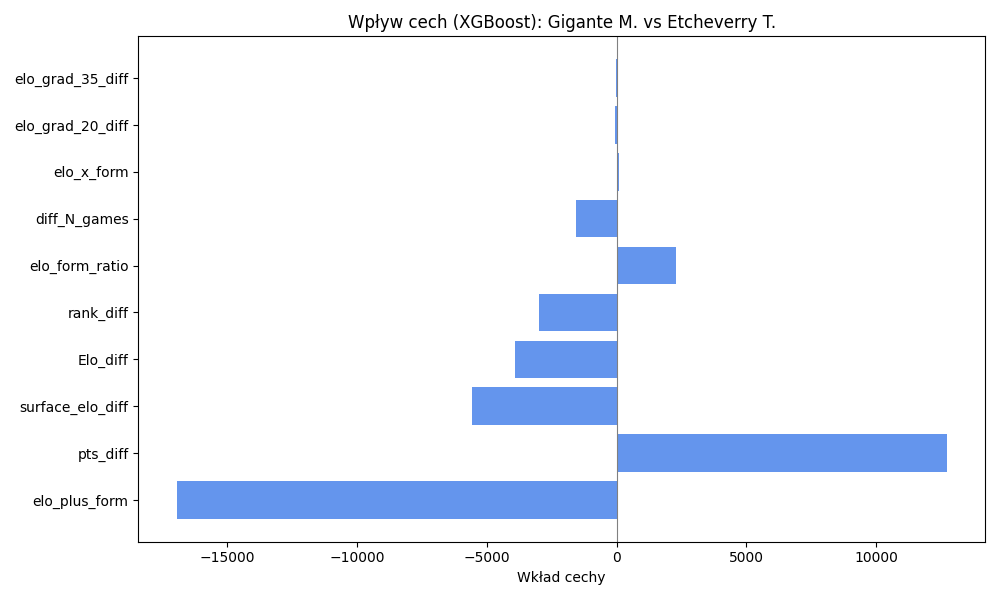 Wpływ cech (XGBoost): Gigante M. vs Etcheverry T.
elo_grad_35_diff
elo_grad_20_diff
elo_x_form
diff_N_games
elo_form_ratio
rank_diff
Elo_diff
surface_elo_diff
pts_diff
elo_plus_form
−15000 −10000 −5000 0 5000 10000
Wkład cechy